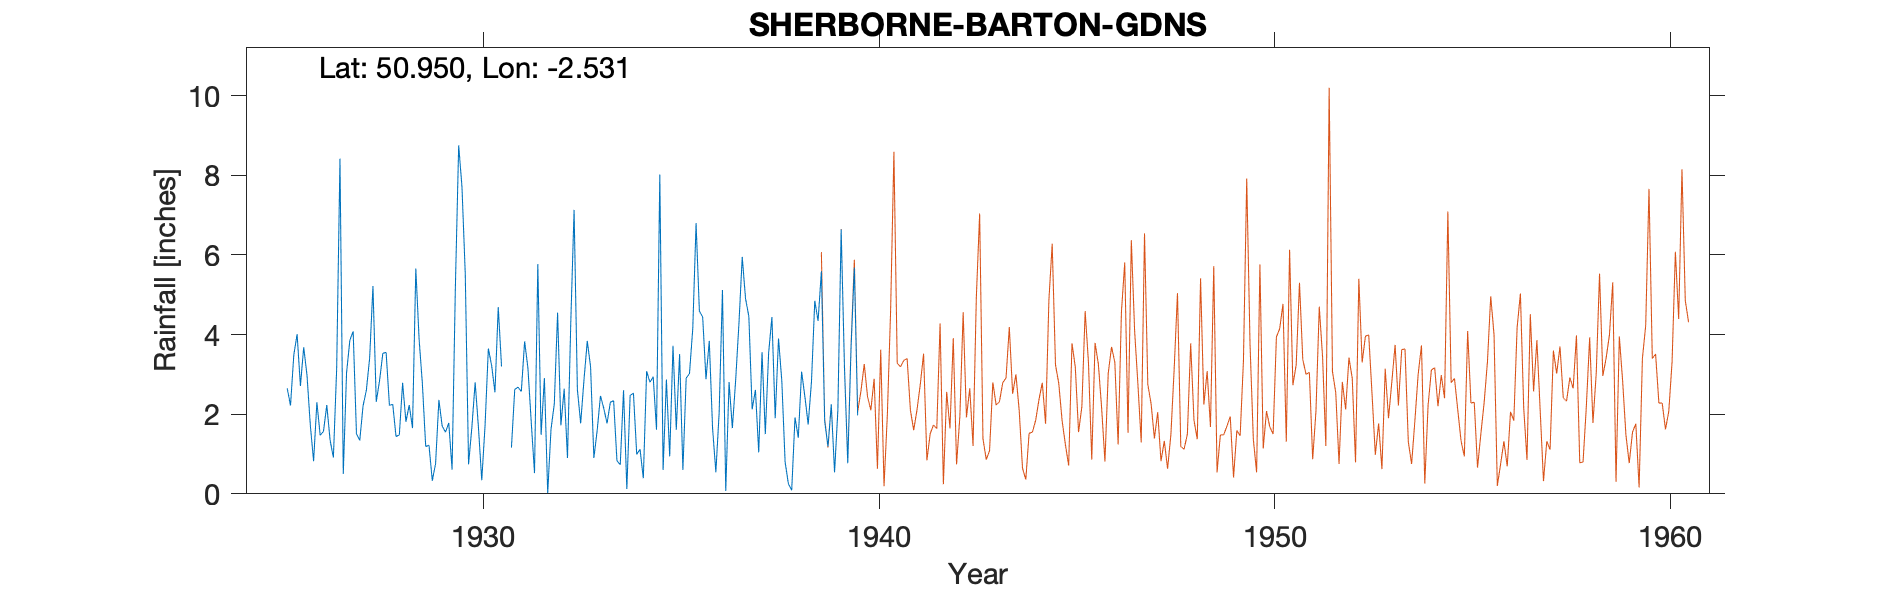 SHERBORNE-BARTON-GDNS
Lat: 50.950, Lon: -2.531
10
8
6
4
2
0
Rainfall [inches]
1930 1940 1950 1960
Year